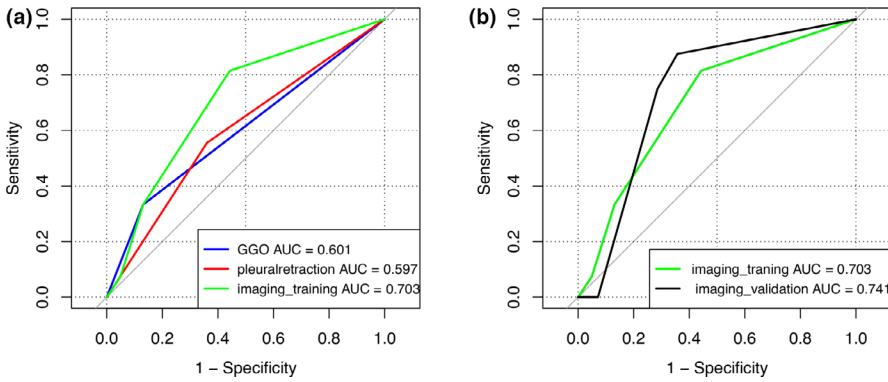 (a)
Sensitivity
1.0
0.8
0.6
0.4
0.2
0.0
GGO AUC = 0.601
pleuralretraction AUC = 0.597
imaging_training AUC = 0.703
0.0 0.2 0.4 0.6 0.8 1.0
1 − Specificity
(b)
Sensitivity
1.0
0.8
0.6
0.4
0.2
0.0
imaging_traning AUC = 0.703
imaging_validation AUC = 0.741
0.0 0.2 0.4 0.6 0.8 1.0
1 − Specificity